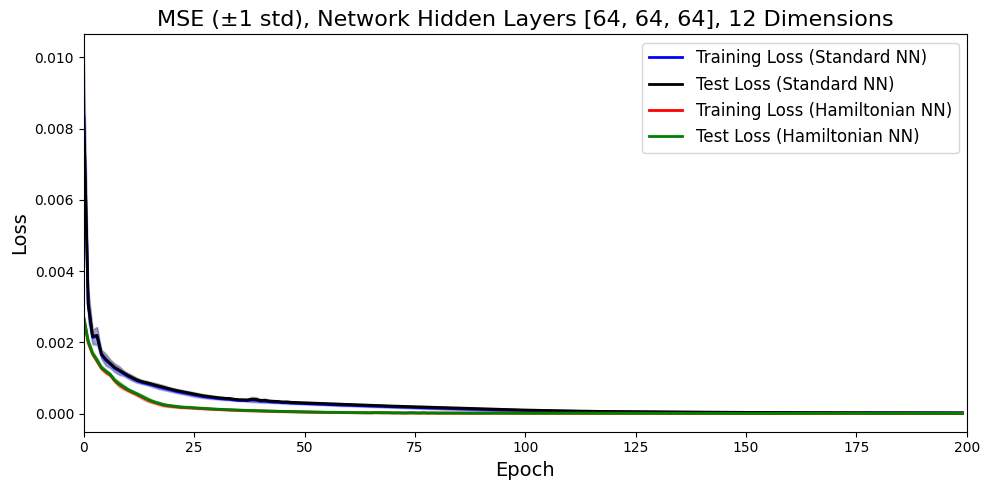 MSE (±1 std), Network Hidden Layers [64, 64, 64], 12 Dimensions
Training Loss (Standard NN)
Test Loss (Standard NN)
Training Loss (Hamiltonian NN)
Test Loss (Hamiltonian NN)
Loss
0.010
0.008
0.006
0.004
0.002
0.000
0 25 50 75 100 125 150 175 200
Epoch